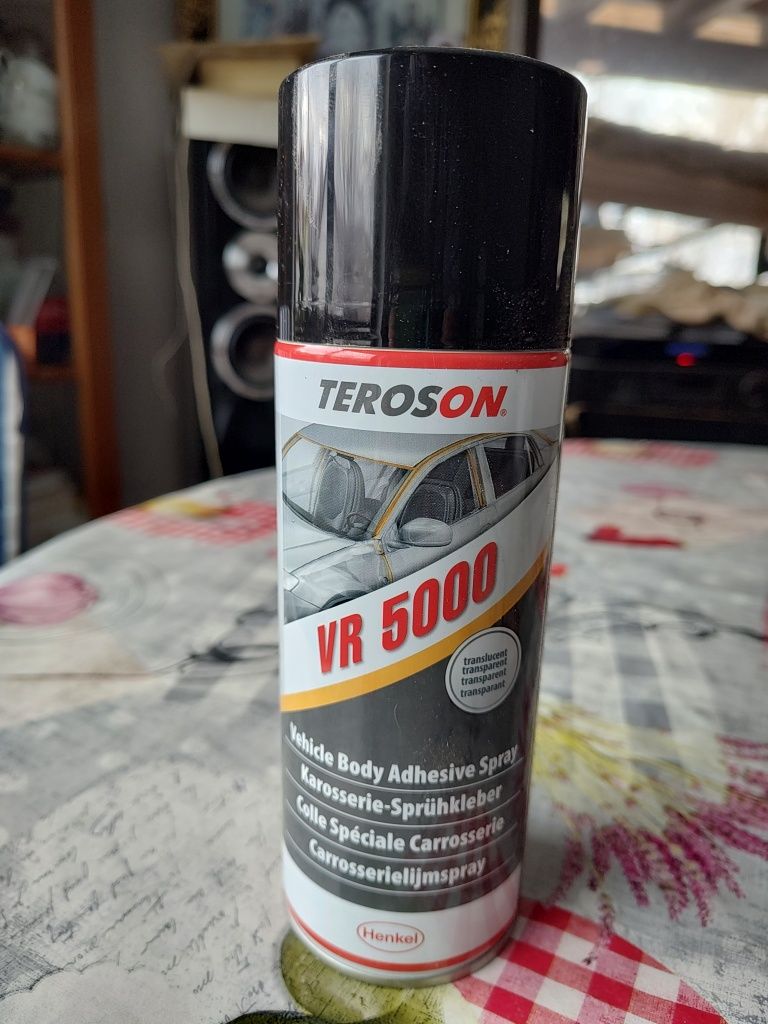 TEROSON®
VR 5000
translucent
transparent
transparent
transparant
Vehicle Body Adhesive Spray
Karosserie-Sprühkleber
Colle Spéciale Carrosserie
Carrosserielijmspray
Henkel